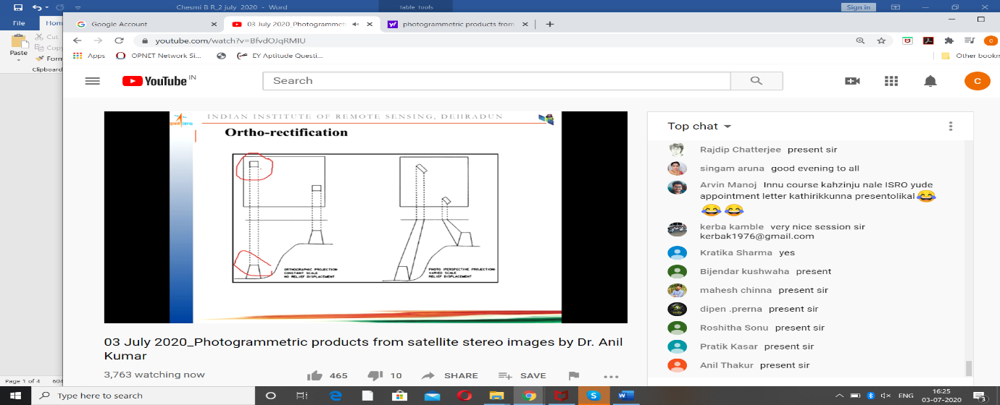 Chesmi B R_2 july 2020 - Word
Table Tools
Sign in
File
Hom
Cut
Copy
Form
Paste
Clipboard
Google Account
03 July 2020_Photogrammetri
photogrammetric products from
youtube.com/watch?v=BfvdOJqRMIU
Apps
OPNET Network Si...
EY Aptitude Questi...
Other bookm
YouTube IN
Search
C
INDIAN INSTITUTE OF REMOTE SENSING, DEHRADUN
Ortho-rectification
ORTHOGRAPHIC PROJECTION
CONSTANT SCALE
NO RELIEF DISPLACEMENT
PHOTO (PERSPECTIVE PROJECTION)
VARIED SCALE
RELIEF DISPLACEMENT
03 July 2020_Photogrammetric products from satellite stereo images by Dr. Anil
Kumar
3,763 watching now
465
10
SHARE
SAVE
Top chat
Rajdip Chatterjee present sir
singam aruna good evening to all
Arvin Manoj Innu course kahzinju nale ISRO yude
appointment letter kathirikkunna presentolikal😂
😂😂
kerba kamble very nice session sir
kerbak1976@gmail.com
Kratika Sharma yes
Bijendar kushwaha present
mahesh chinna present sir
dipen .prerna present sir
Roshitha Sonu present sir
Pratik Kasar present sir
Anil Thakur present sir
Page 1 of 4 604
Type here to search
ENG
16:25
03-07-2020
3